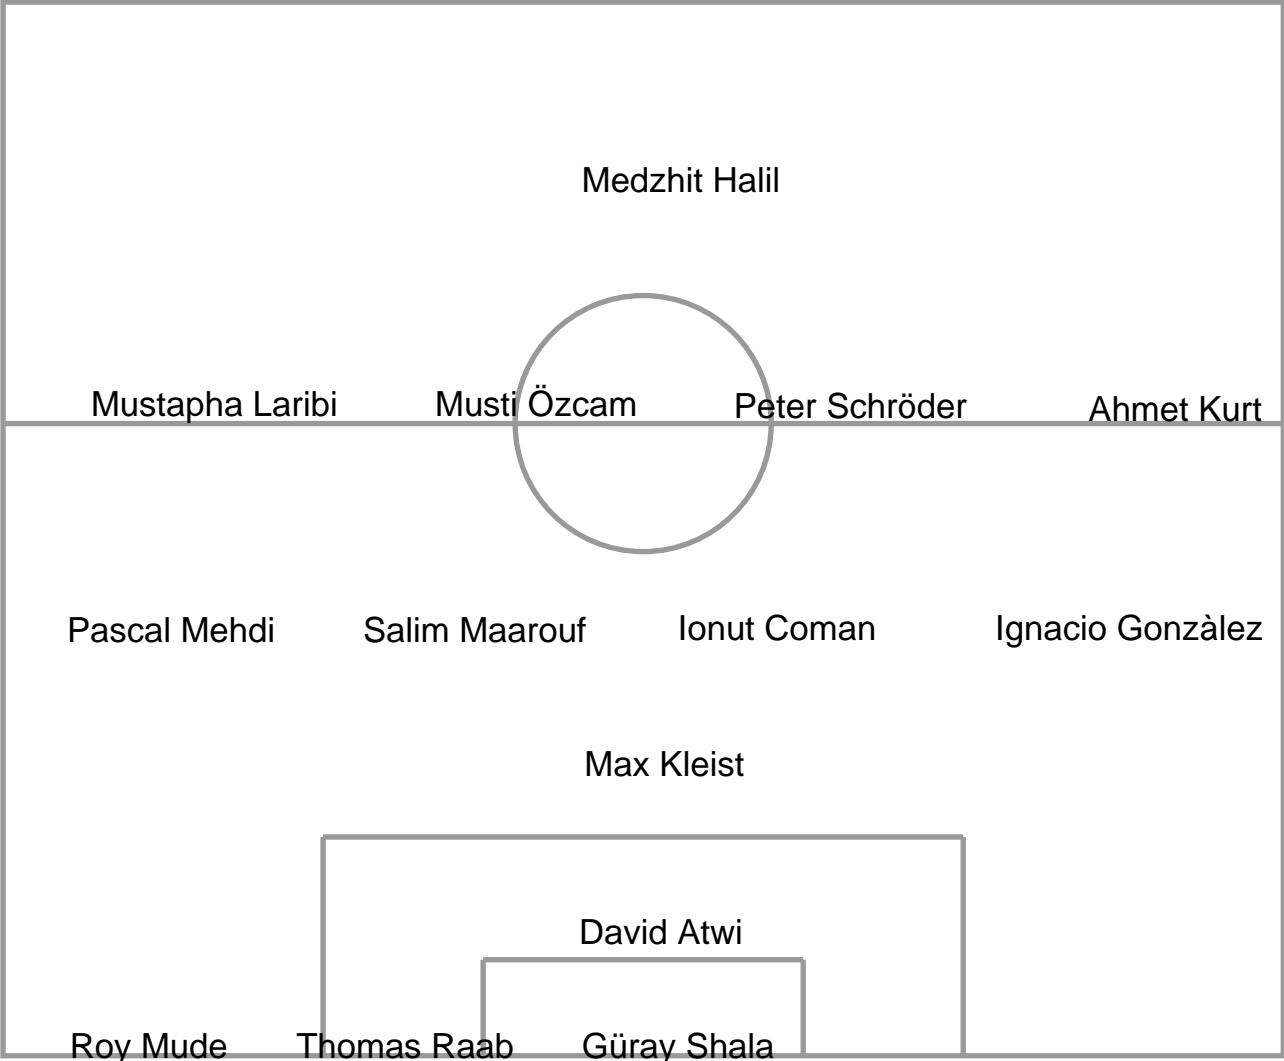 Medzhit Halil
Mustapha Laribi Musti Özcam Peter Schröder Ahmet Kurt
Pascal Mehdi Salim Maarouf Ionut Coman Ignacio Gonzàlez
Max Kleist
David Atwi
Roy Mude Thomas Raab Güray Shala